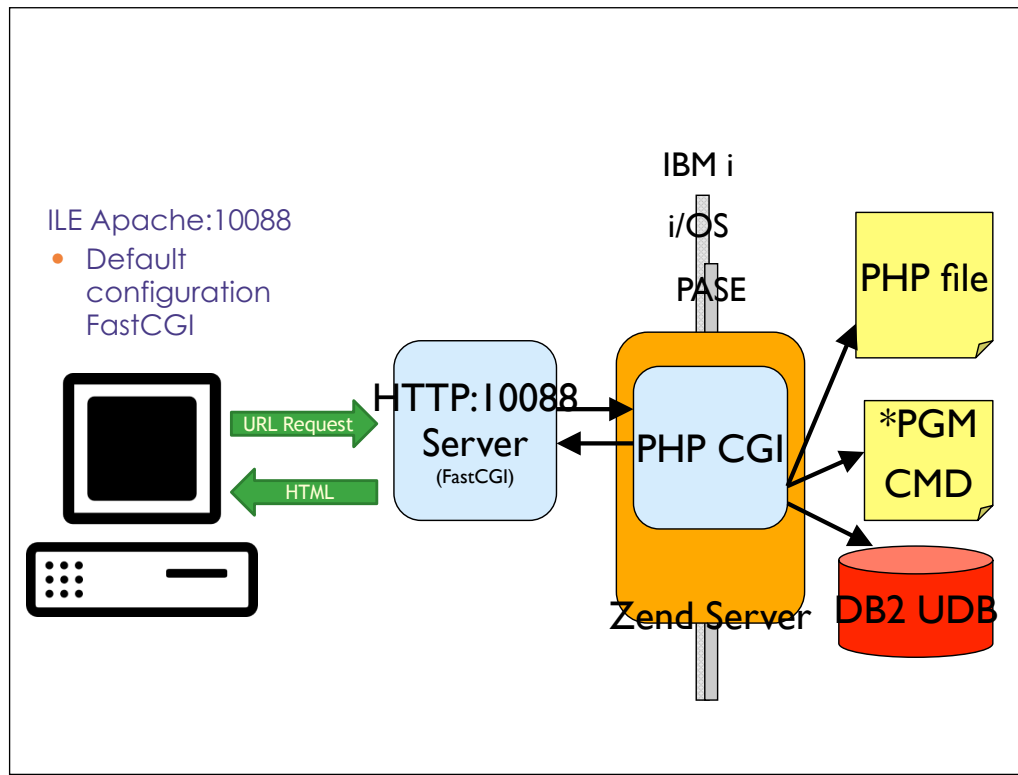 ILE Apache:10088
• Default
configuration
FastCGI
IBM i
i/OS
PASE
URL Request
HTML
HTTP:10088
Server
(FastCGI)
PHP CGI
Zend Server
PHP file
*PGM
CMD
DB2 UDB